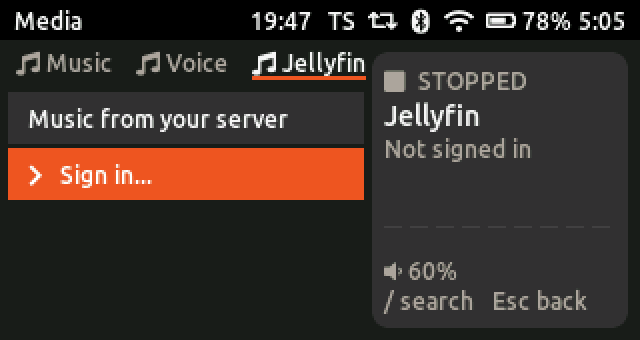 Media 19:47 TS 78% 5:05
Music Voice Jellyfin
Music from your server
Sign in...
STOPPED
Jellyfin
Not signed in
60%
/ search Esc back